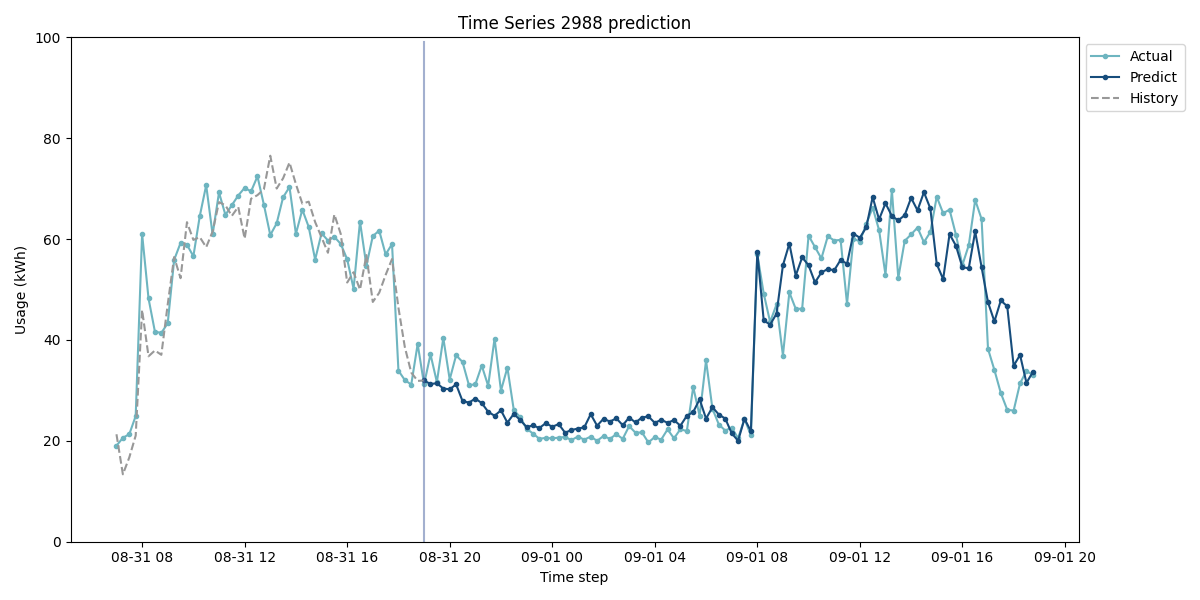 Time Series 2988 prediction
100
80
60
40
20
0
Usage (kWh)
08-31 08
08-31 12
08-31 16
08-31 20
09-01 00
09-01 04
09-01 08
09-01 12
09-01 16
09-01 20
Time step
Actual
Predict
History